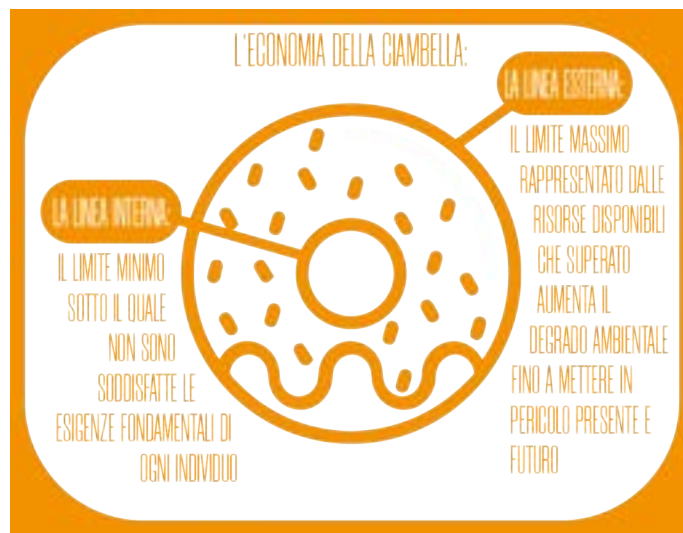 L'ECONOMIA DELLA CIAMBELLA:
LA LINEA ESTERNA:
IL LIMITE MASSIMO
RAPPRESENTATO DALLE
RISORSE DISPONIBILI
CHE SUPERATO
AUMENTA IL
DEGRADO AMBIENTALE
FINO A METTERE IN
PERICOLO PRESENTE E
FUTURO
LA LINEA INTERNA:
IL LIMITE MINIMO
SOTTO IL QUALE
NON SONO
SODDISFATTE LE
ESIGENZE FONDAMENTALI DI
OGNI INDIVIDUO